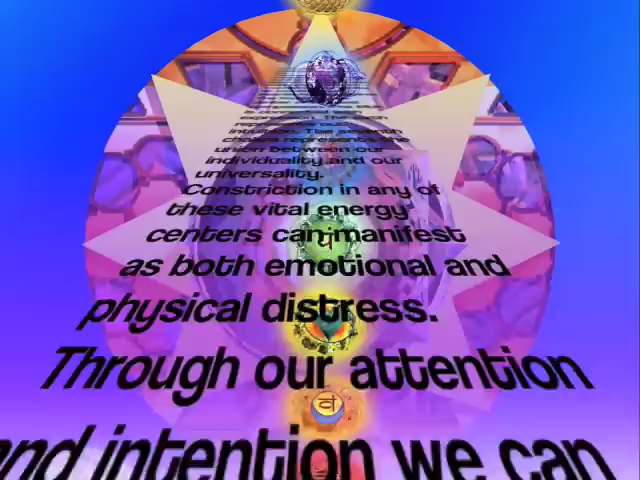 intuition. The seventh
chakra represents the
union between our
individuality and our
universality.
Constriction in any of
these vital energy
centers can manifest
as both emotional and
physical distress.
Through our attention
and intention we can